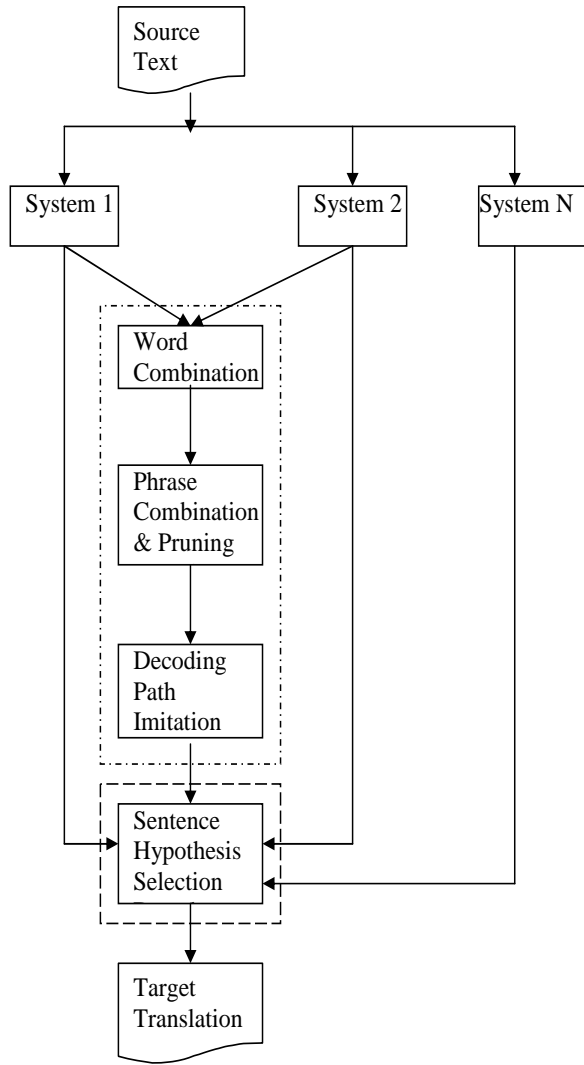 Source
Text
System 1
System 2
System N
Word
Combination
Phrase
Combination
& Pruning
Decoding
Path
Imitation
Sentence
Hypothesis
Selection
Target
Translation